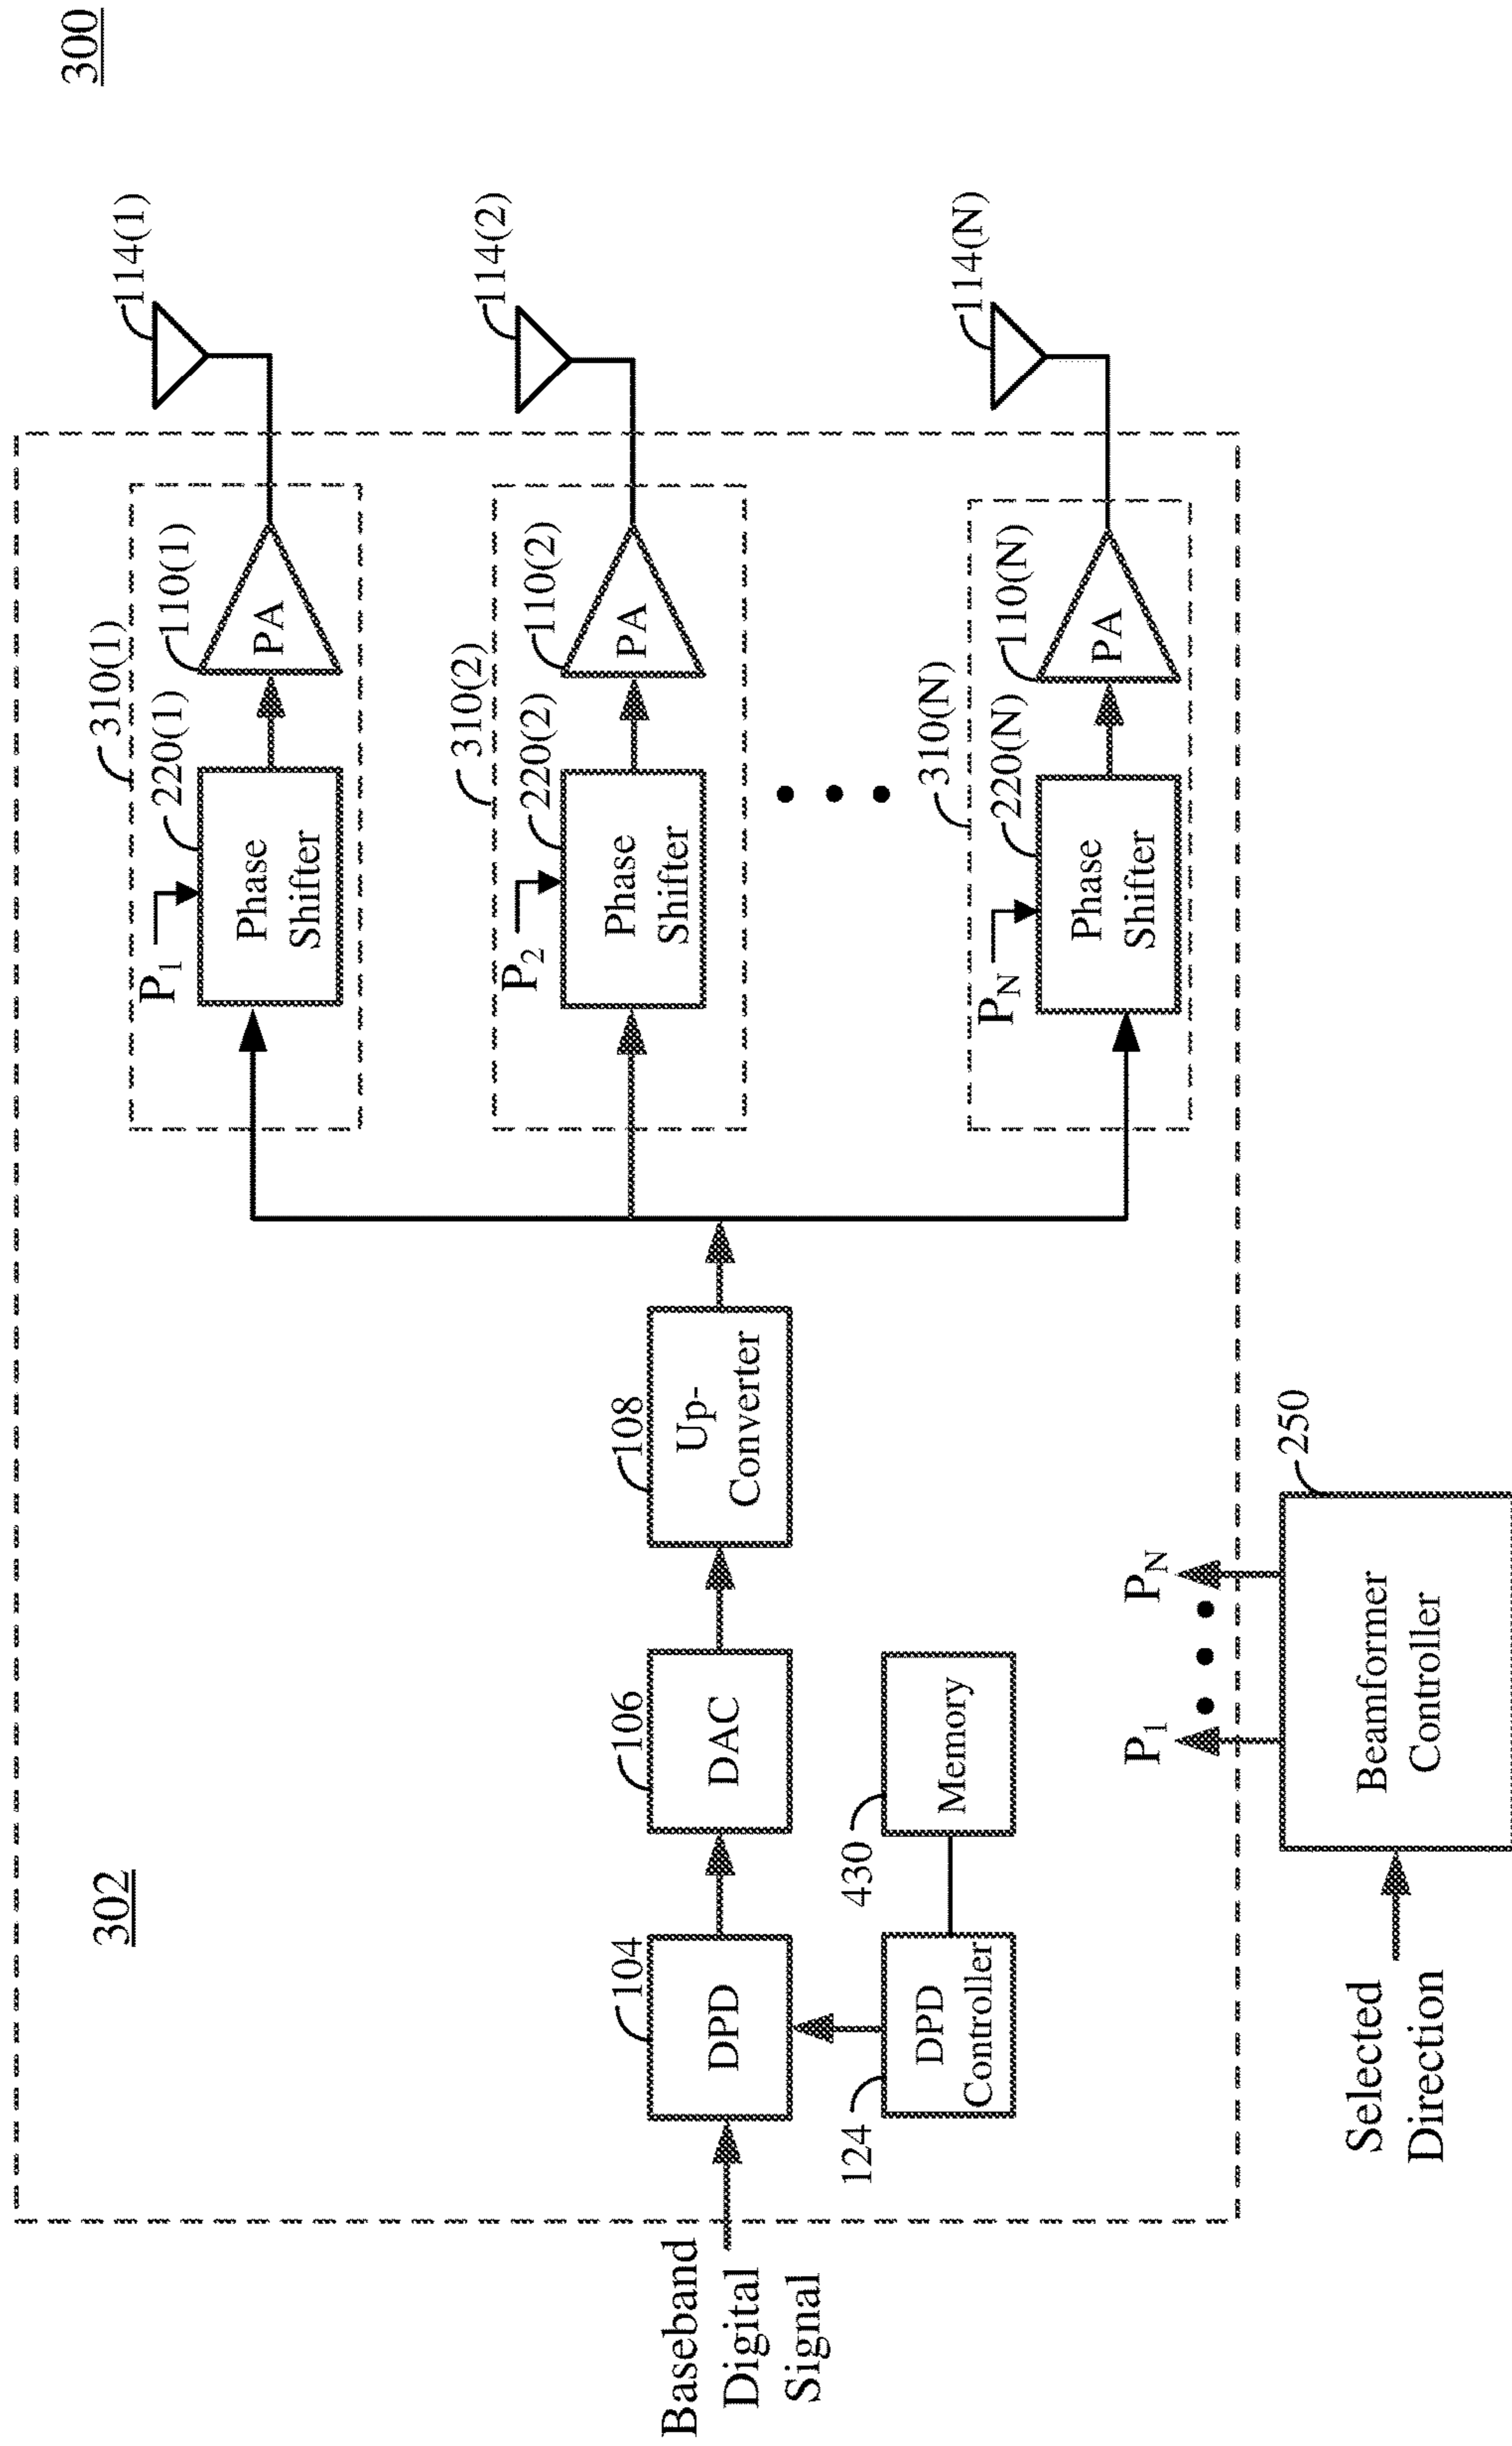 300
302
Baseband
Digital
Signal
104
DPD
124
DPD
Controller
430
Memory
106
DAC
108
Up-
Converter
310(1)
P1
220(1)
Phase
Shifter
110(1)
PA
114(1)
310(2)
P2
220(2)
Phase
Shifter
110(2)
PA
114(2)
310(N)
PN
220(N)
Phase
Shifter
110(N)
PA
114(N)
P1
PN
250
Beamformer
Controller
Selected
Direction